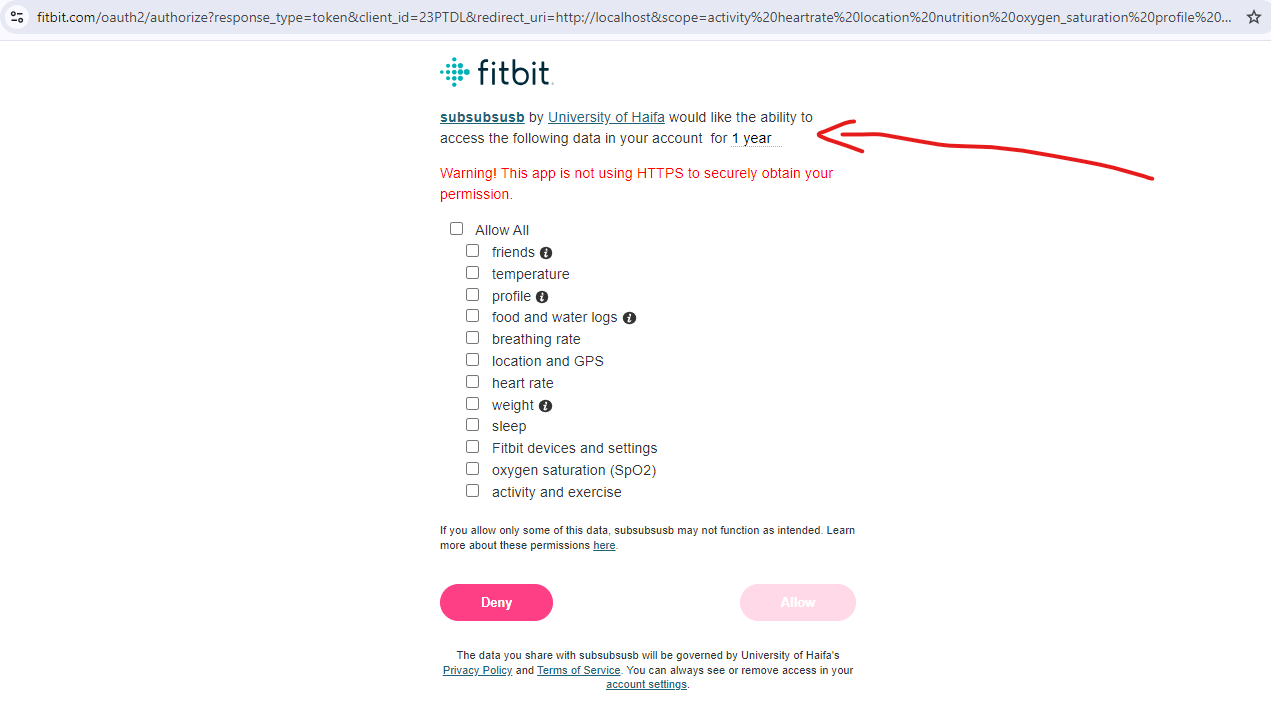 fitbit.com/oauth2/authorize?response_type=token&client_id=23PTDL&redirect_uri=http://localhost&scope=activity%20heartrate%20location%20nutrition%20oxygen_saturation%20profile%20...
fitbit
subsubsusb by University of Haifa would like the ability to
access the following data in your account for 1 year
Warning! This app is not using HTTPS to securely obtain your
permission.
Allow All
friends
temperature
profile
food and water logs
breathing rate
location and GPS
heart rate
weight
sleep
Fitbit devices and settings
oxygen saturation (SpO2)
activity and exercise
If you allow only some of this data, subsubsusb may not function as intended. Learn
more about these permissions here.
Deny Allow
The data you share with subsubsusb will be governed by University of Haifa's
Privacy Policy and Terms of Service. You can always see or remove access in your
account settings.